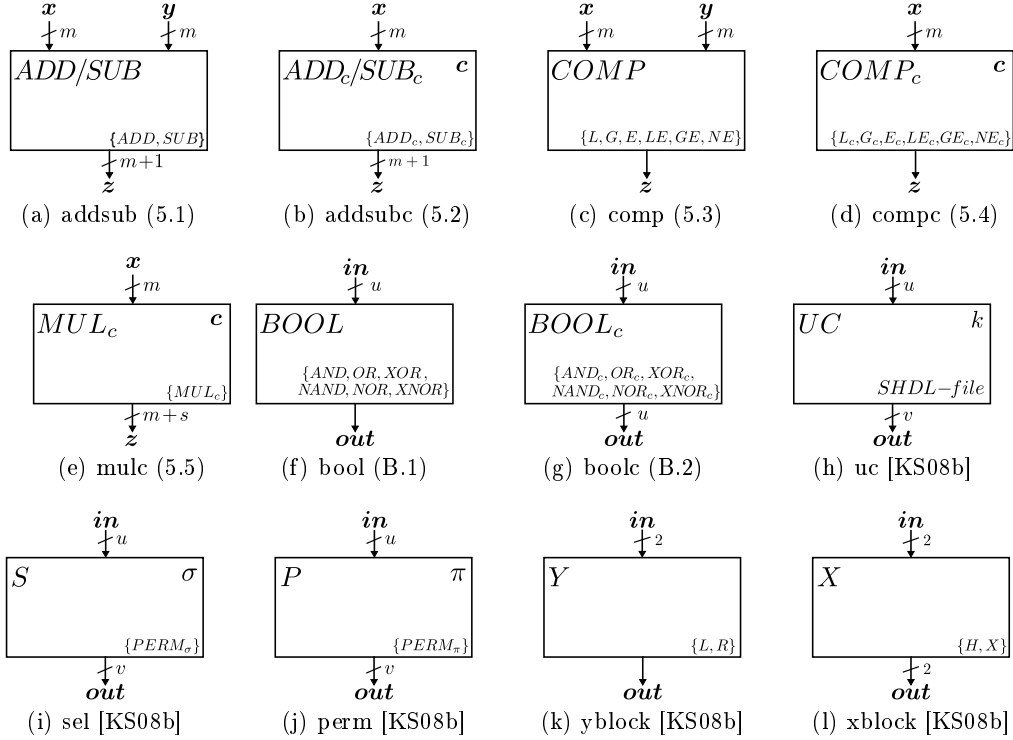 x y x x y x
m m m m m m
ADD/SUB ADD_c/SUB_c c COMP COMP_c c
{ADD, SUB} {ADD_c, SUB_c} {L, G, E, LE, GE, NE} {L_c,G_c,E_c,LE_c,GE_c,NE_c}
m+1 m+1
z z z z
(a) addsub (5.1) (b) addsubc (5.2) (c) comp (5.3) (d) compc (5.4)
x in in in
m u u u
MUL_c c BOOL BOOL_c UC k
{AND, OR, XOR, {AND_c, OR_c, XOR_c,
{MUL_c} NAND, NOR, XNOR} NAND_c, NOR_c, XNOR_c} SHDL−file
m+s u v
z out out out
(e) mulc (5.5) (f) bool (B.1) (g) boolc (B.2) (h) uc [KS08b]
in in in in
u u 2 2
S σ P π Y X
{PERM_σ} {PERM_π} {L, R} {H, X}
v v 2
out out out out
(i) sel [KS08b] (j) perm [KS08b] (k) yblock [KS08b] (l) xblock [KS08b]